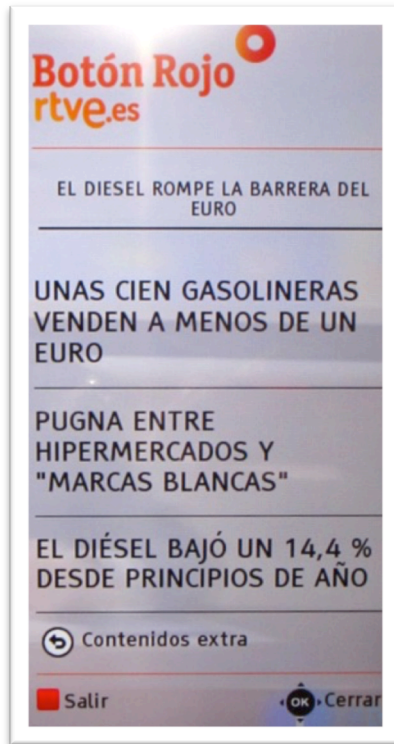 Botón Rojo
rtve.es
EL DIESEL ROMPE LA BARRERA DEL
EURO
UNAS CIEN GASOLINERAS
VENDEN A MENOS DE UN
EURO
PUGNA ENTRE
HIPERMERCADOS Y
"MARCAS BLANCAS"
EL DIÉSEL BAJÓ UN 14,4 %
DESDE PRINCIPIOS DE AÑO
Contenidos extra
Salir
OK Cerrar